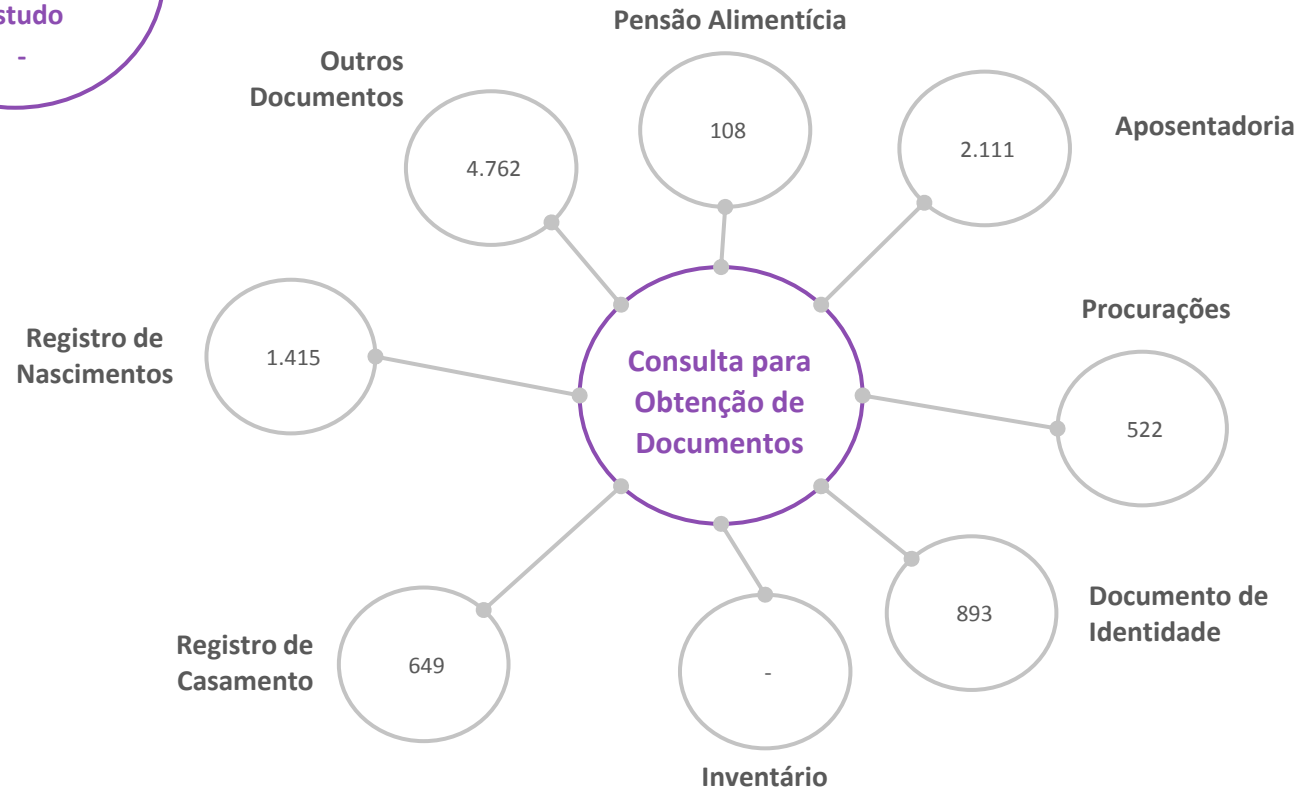 studo
-
Pensão Alimentícia
108
Outros
Documentos
4.762
Aposentadoria
2.111
Registro de
Nascimentos
1.415
Consulta para
Obtenção de
Documentos
Procurações
522
Registro de
Casamento
649
-
Inventário
893
Documento de
Identidade